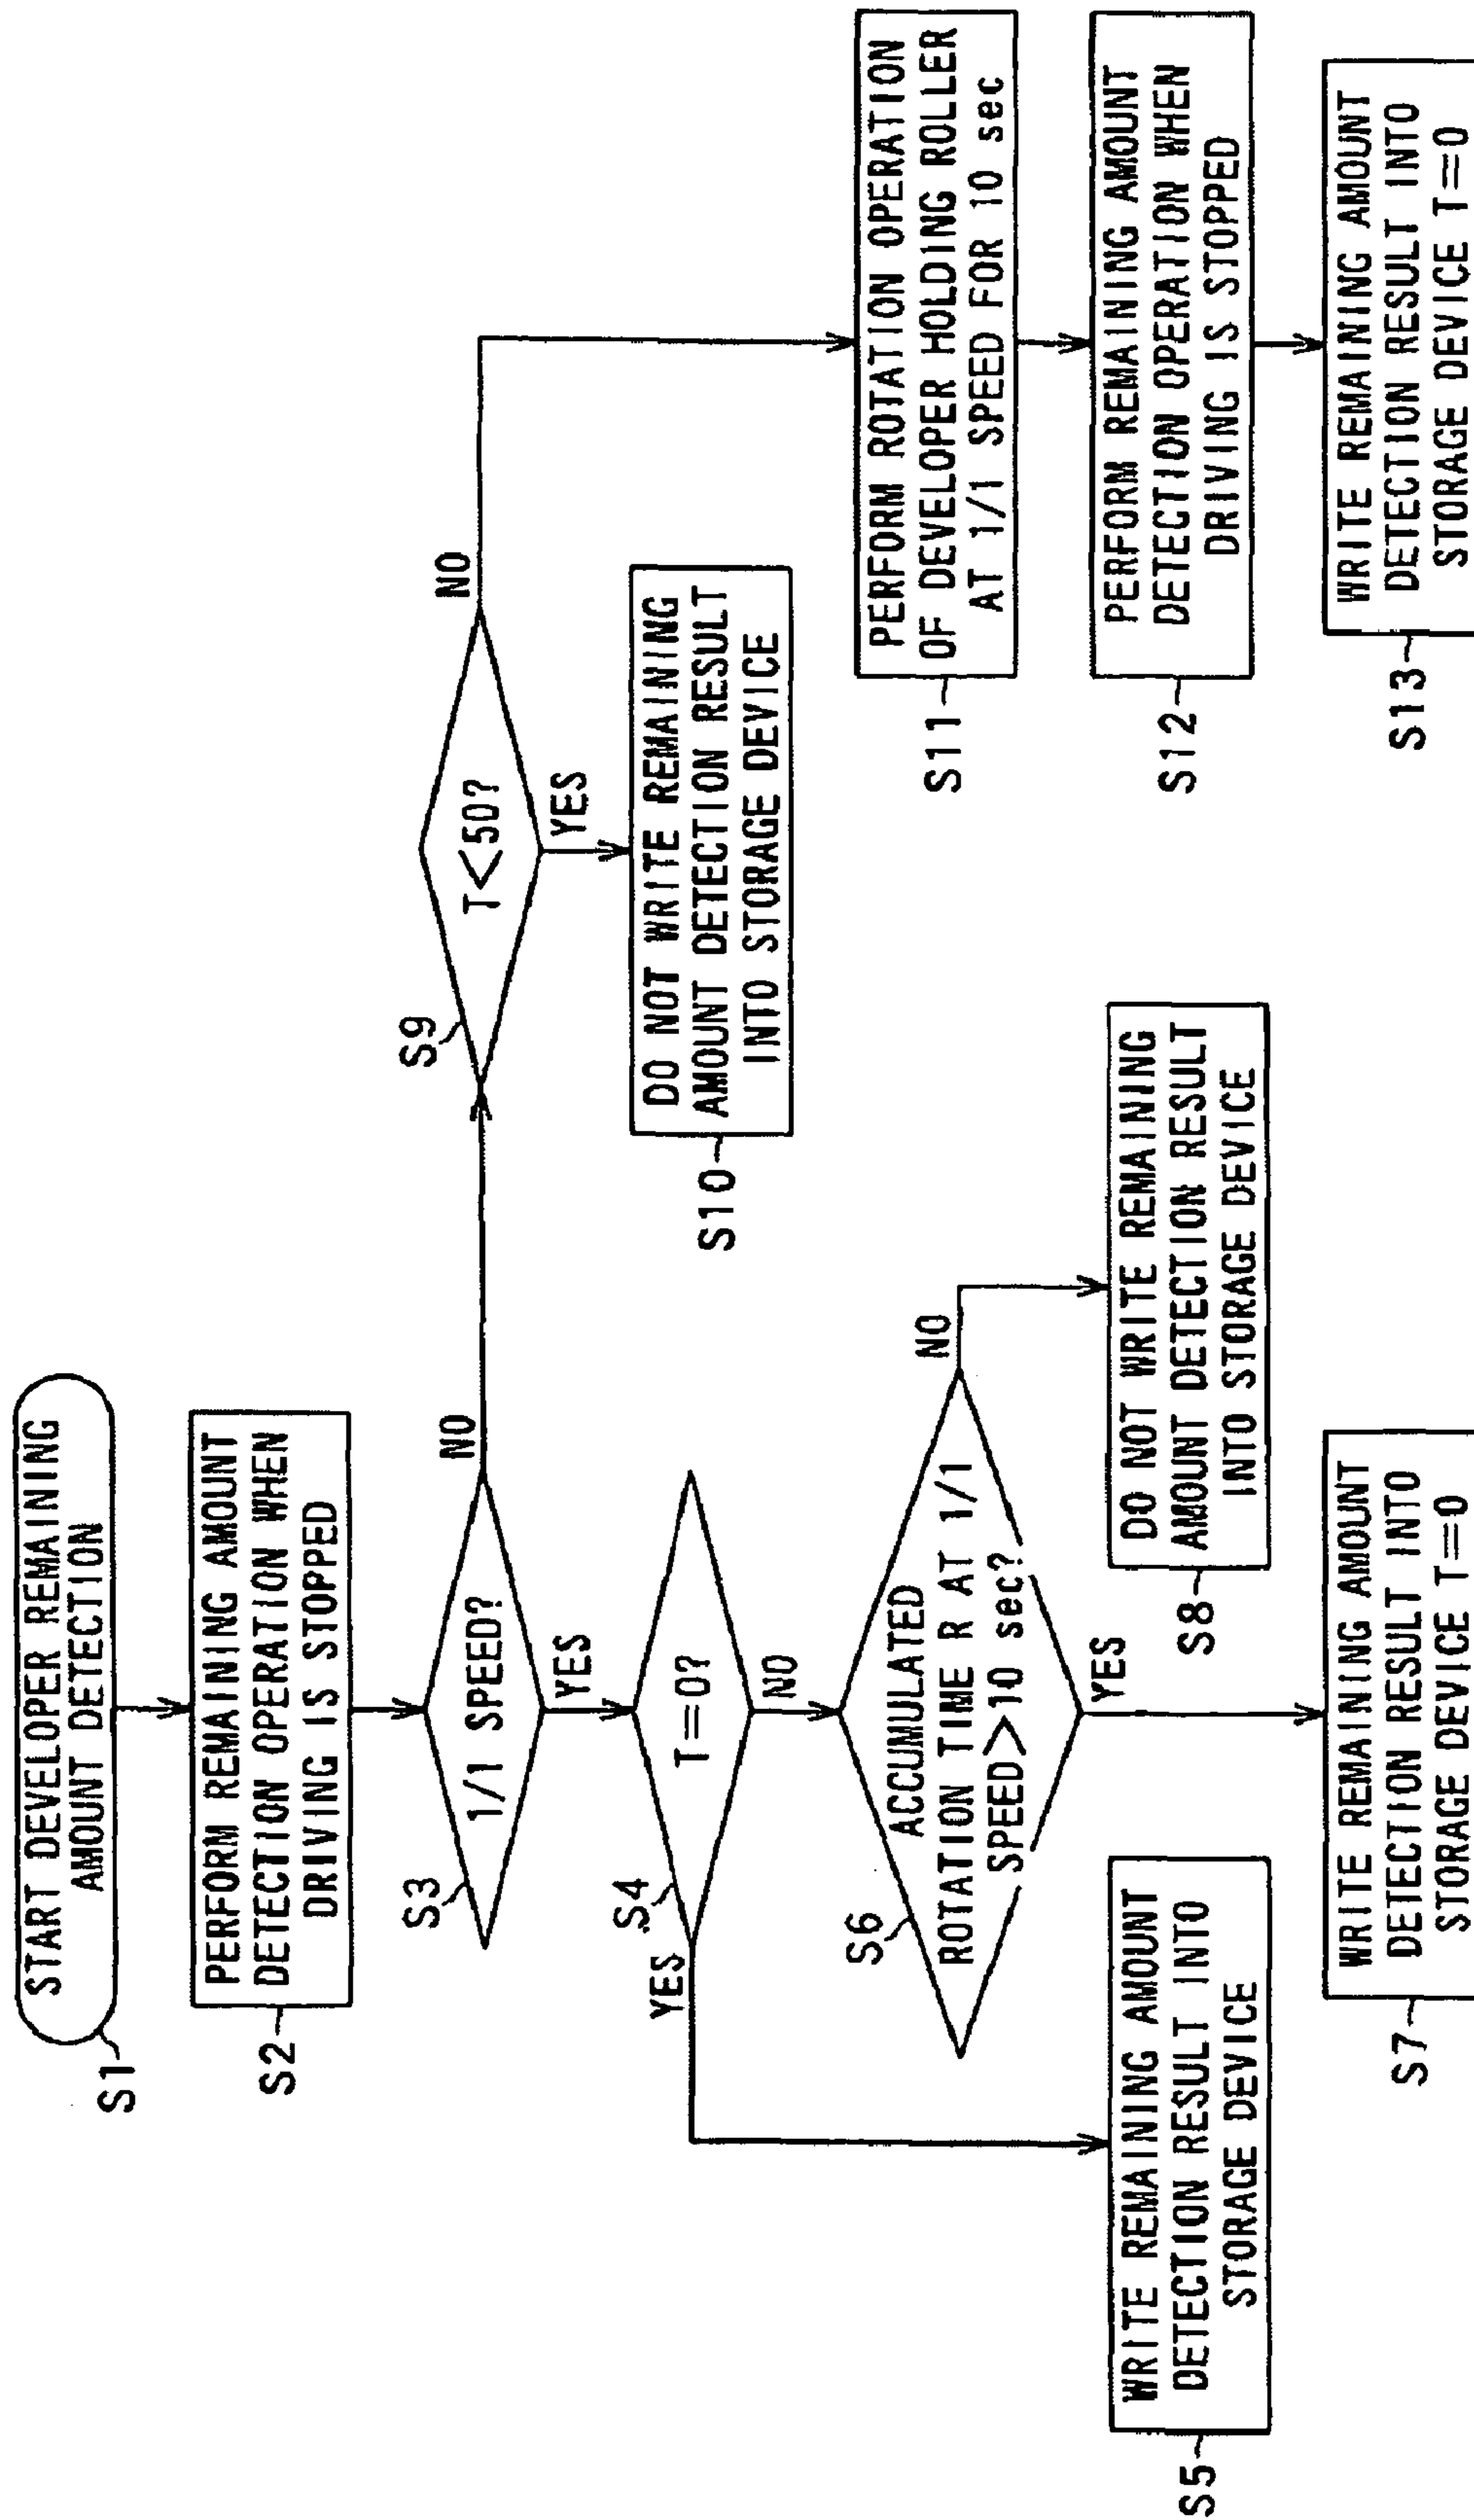 START DEVELOPER REMAINING
AMOUNT DETECTION
S1
PERFORM REMAINING AMOUNT
DETECTION OPERATION WHEN
DRIVING IS STOPPED
S2
S3
1/1 SPEED?
NO
YES
S4
T=0?
YES
NO
S6
ACCUMULATED
ROTATION TIME R AT 1/1
SPEED>10 sec?
NO
YES
WRITE REMAINING AMOUNT
DETECTION RESULT INTO
STORAGE DEVICE
S5
WRITE REMAINING AMOUNT
DETECTION RESULT INTO
STORAGE DEVICE T=0
S7
DO NOT WRITE REMAINING
AMOUNT DETECTION RESULT
INTO STORAGE DEVICE
S8
S9
T<50?
NO
YES
DO NOT WRITE REMAINING
AMOUNT DETECTION RESULT
INTO STORAGE DEVICE
S10
PERFORM ROTATION OPERATION
OF DEVELOPER HOLDING ROLLER
AT 1/1 SPEED FOR 10 sec
S11
PERFORM REMAINING AMOUNT
DETECTION OPERATION WHEN
DRIVING IS STOPPED
S12
WRITE REMAINING AMOUNT
DETECTION RESULT INTO
STORAGE DEVICE T=0
S13